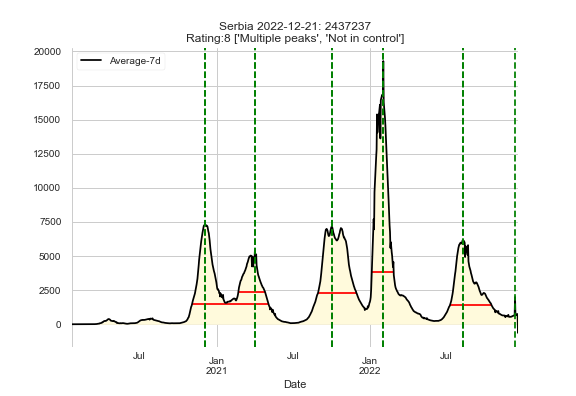 Serbia 2022-12-21: 2437237
Rating:8 ['Multiple peaks', 'Not in control']
20000
Average-7d
17500
15000
12500
10000
7500
5000
2500
0
Jul
Jan
2021
Jul
Jan
2022
Jul
Date